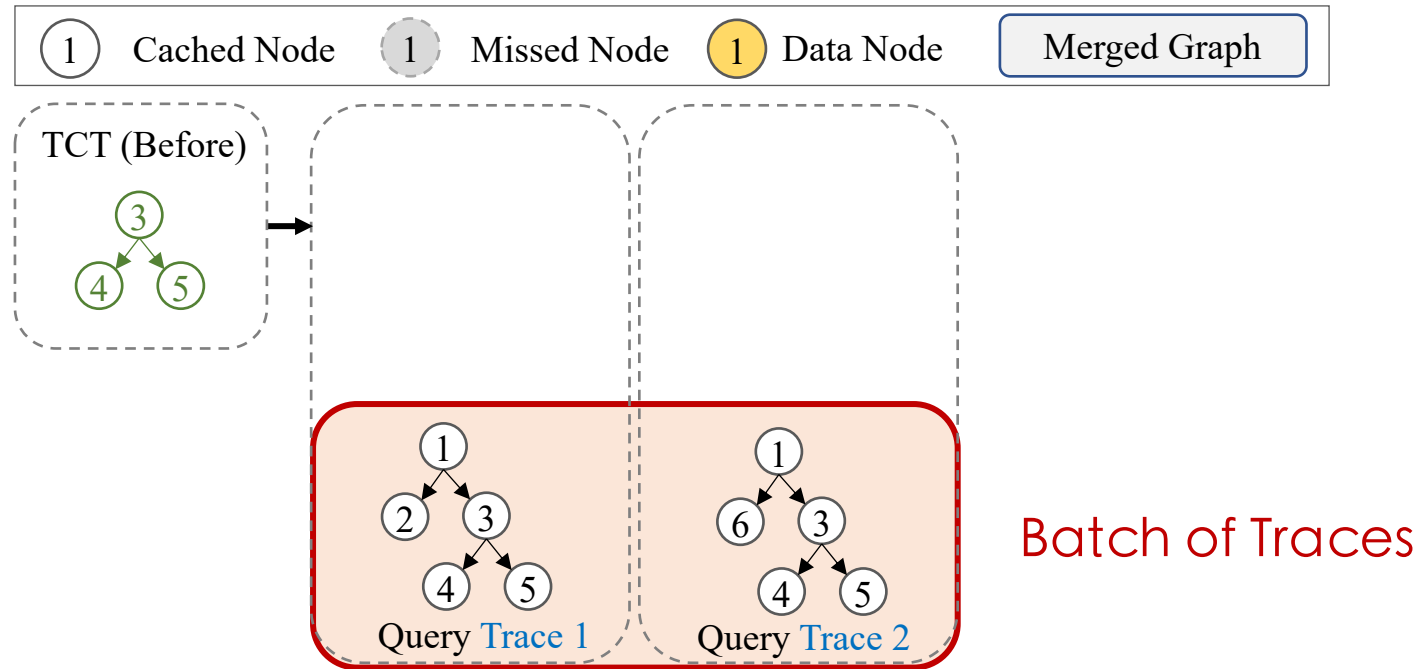 1 Cached Node 1 Missed Node 1 Data Node Merged Graph
TCT (Before)
3
4 5
1
2 3
4 5
Query Trace 1
1
6 3
4 5
Query Trace 2
Batch of Traces